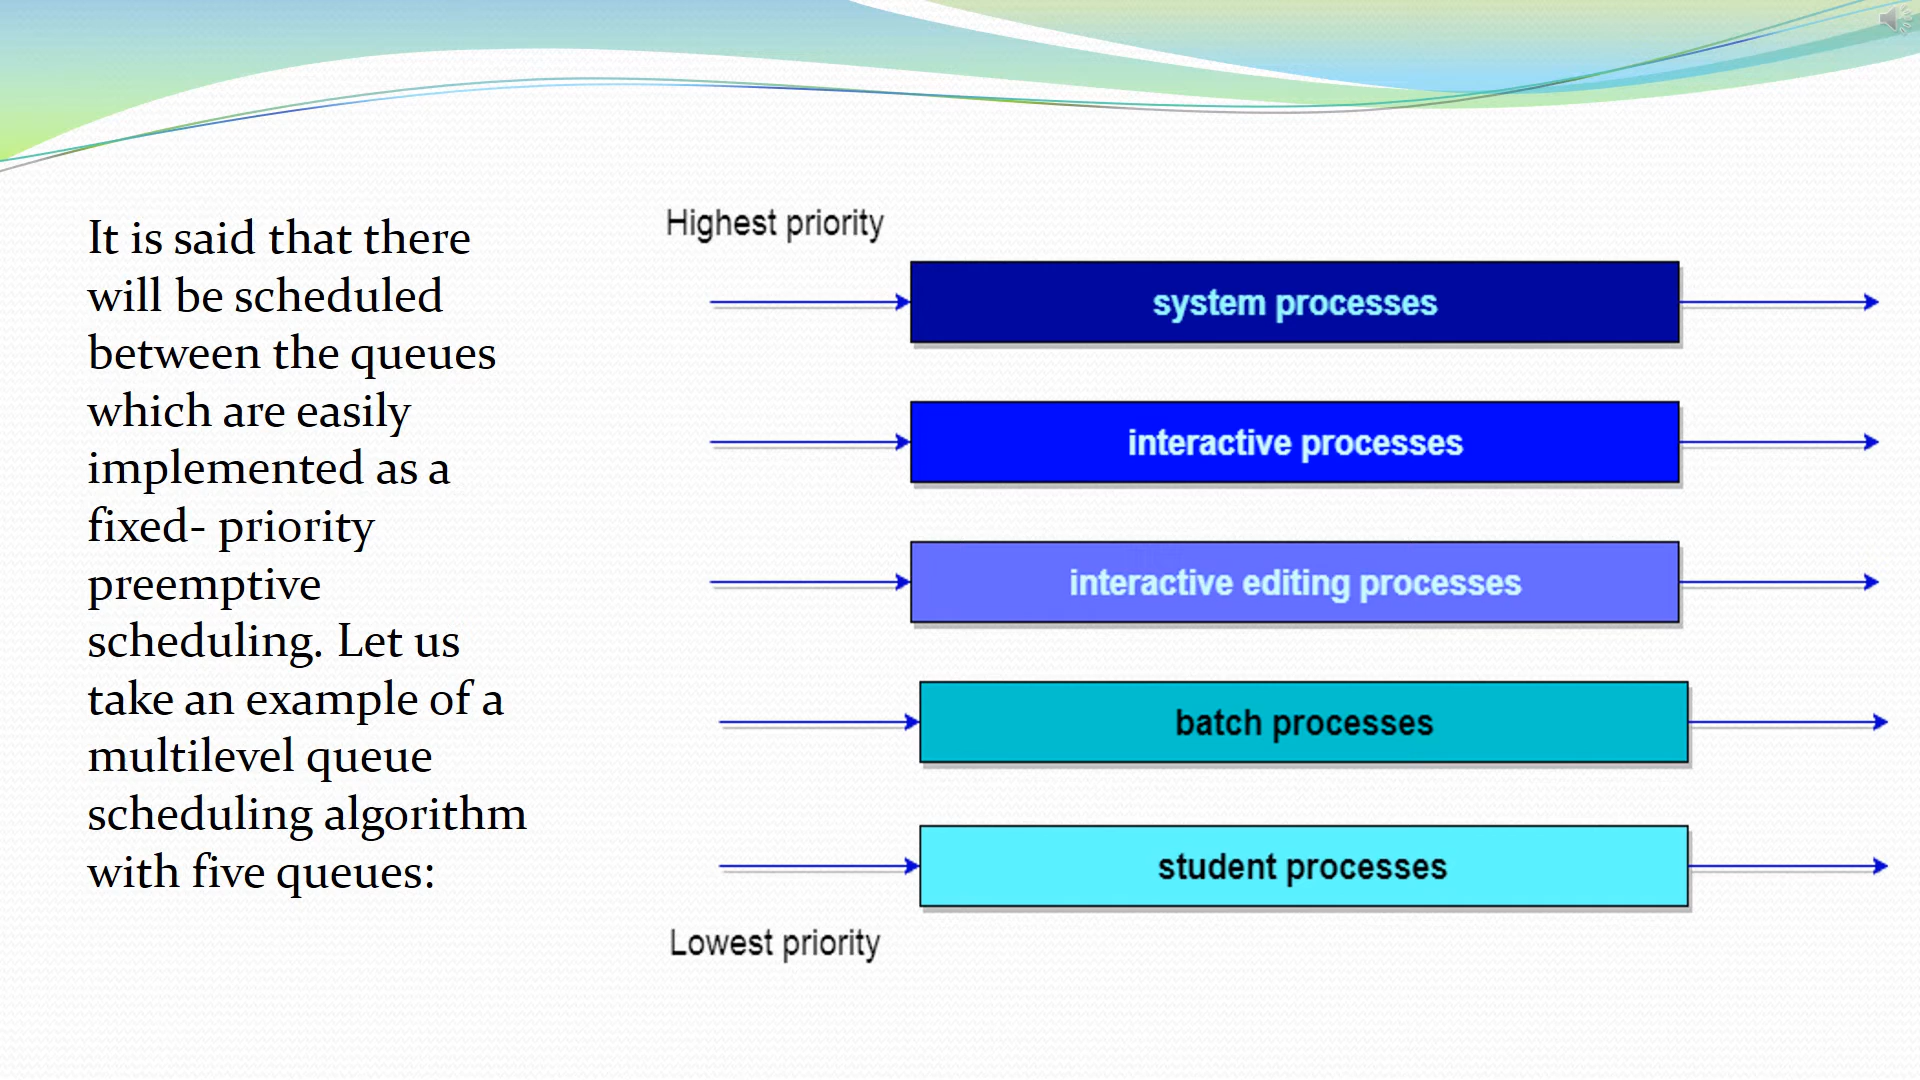 It is said that there
will be scheduled
between the queues
which are easily
implemented as a
fixed- priority
preemptive
scheduling. Let us
take an example of a
multilevel queue
scheduling algorithm
with five queues:
Highest priority
system processes
interactive processes
interactive editing processes
batch processes
student processes
Lowest priority